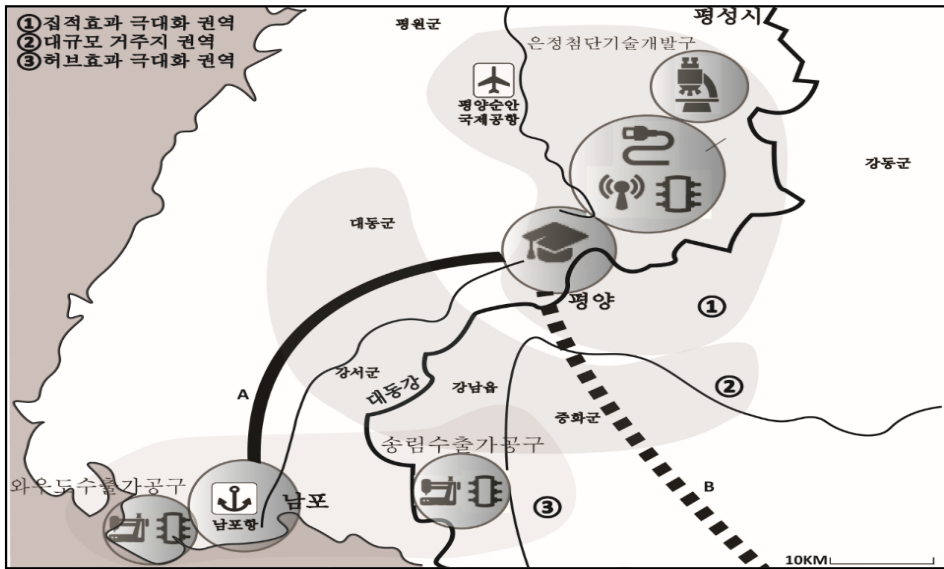 ①집적효과 극대화 권역
②대규모 거주지 권역
③허브효과 극대화 권역
평원군
평성시
은정첨단기술개발구
평양순안
국제공항
강동군
대동군
평양
①
A
강서군
대동강
강남읍
②
중화군
송림수출가공구
와우도수출가공구
남포
남포항
B
③
10KM